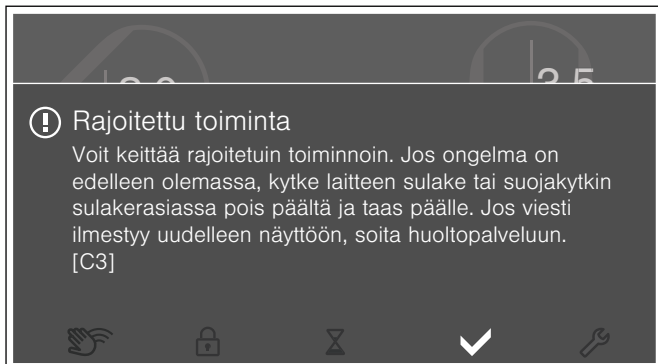 Rajoitettu toiminta
Voit keittää rajoitetuin toiminnoin. Jos ongelma on
edelleen olemassa, kytke laitteen sulake tai suojakytkin
sulakerasiassa pois päältä ja taas päälle. Jos viesti
ilmestyy uudelleen näyttöön, soita huoltopalveluun.
[C3]